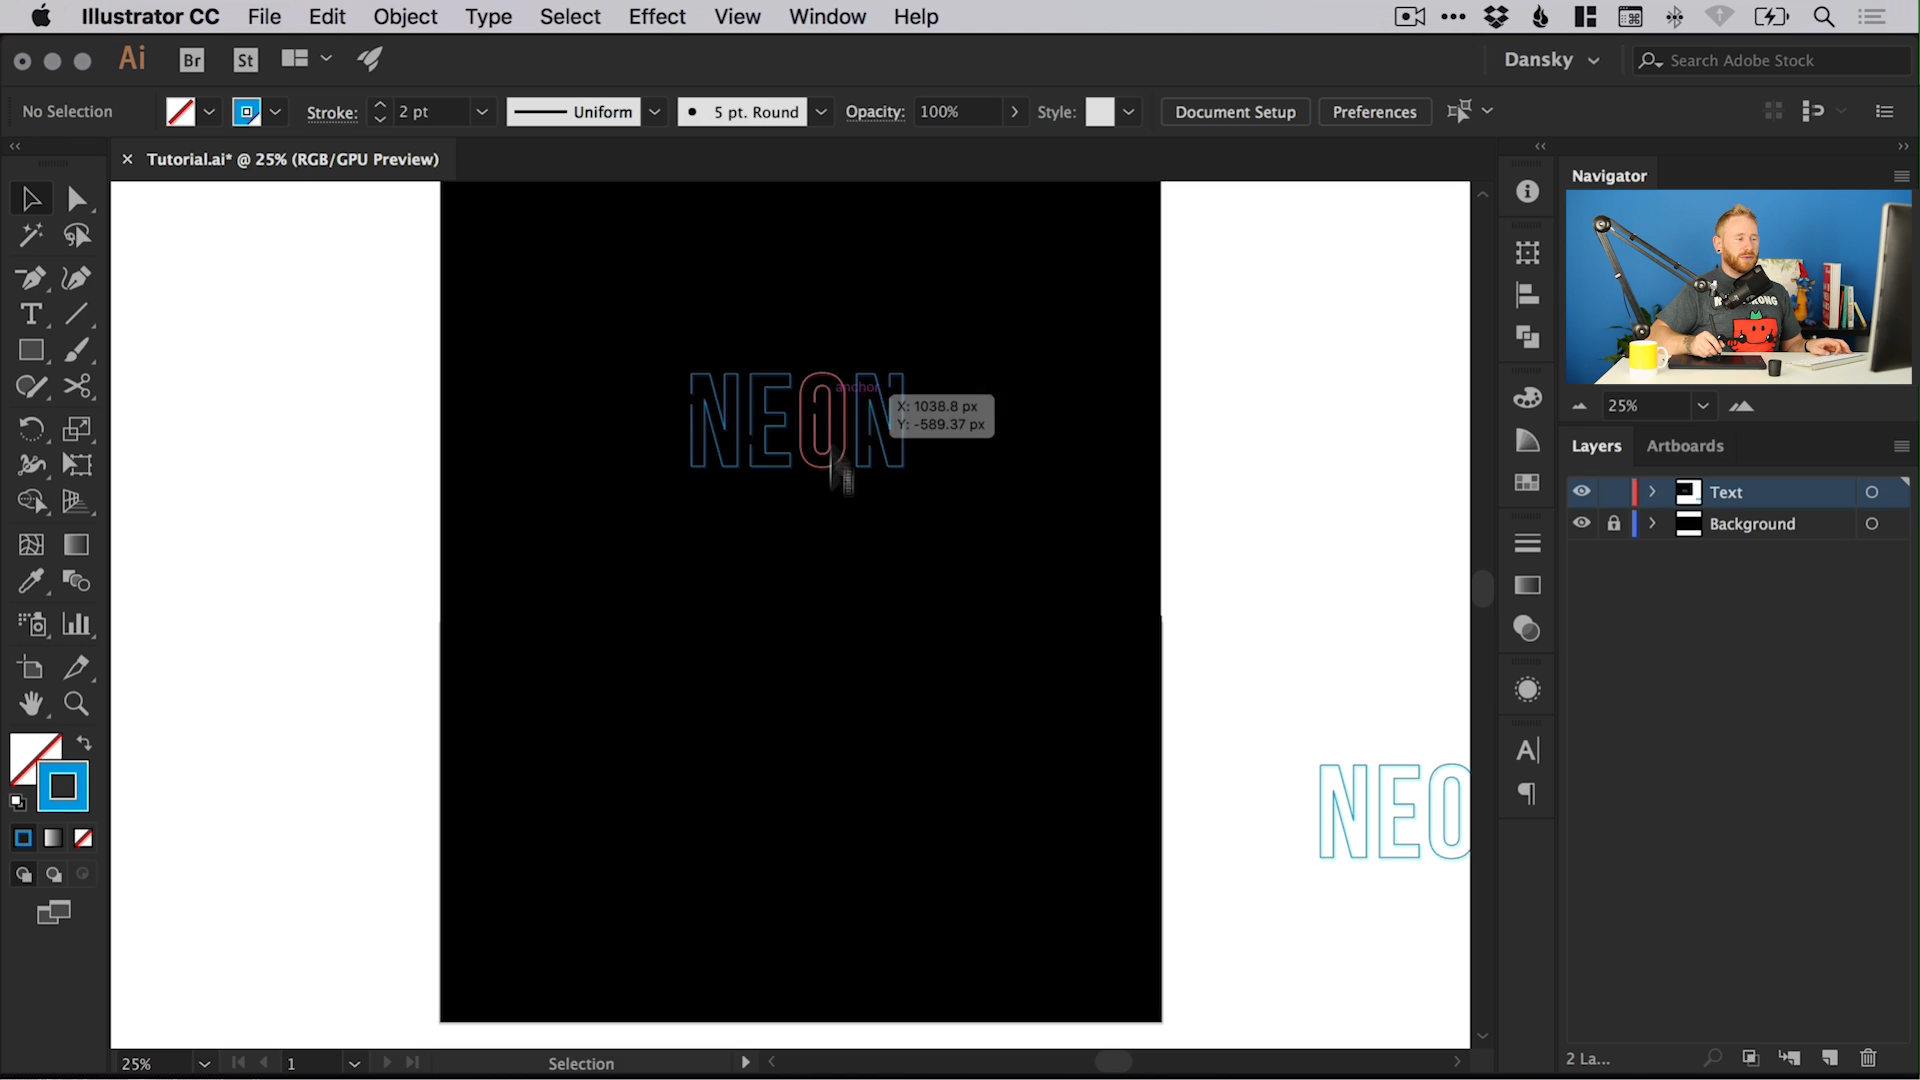 Illustrator CC File Edit Object Type Select Effect View Window Help
Ai Br St Dansky Search Adobe Stock
No Selection Stroke: 2 pt Uniform 5 pt. Round Opacity: 100% Style: Document Setup Preferences
Tutorial.ai* @ 25% (RGB/GPU Preview)
Navigator
25%
Layers Artboards
Text
Background
NEON
anchor
X: 1038.8 px
Y: -589.37 px
NEO
2 La...
25% 1 Selection